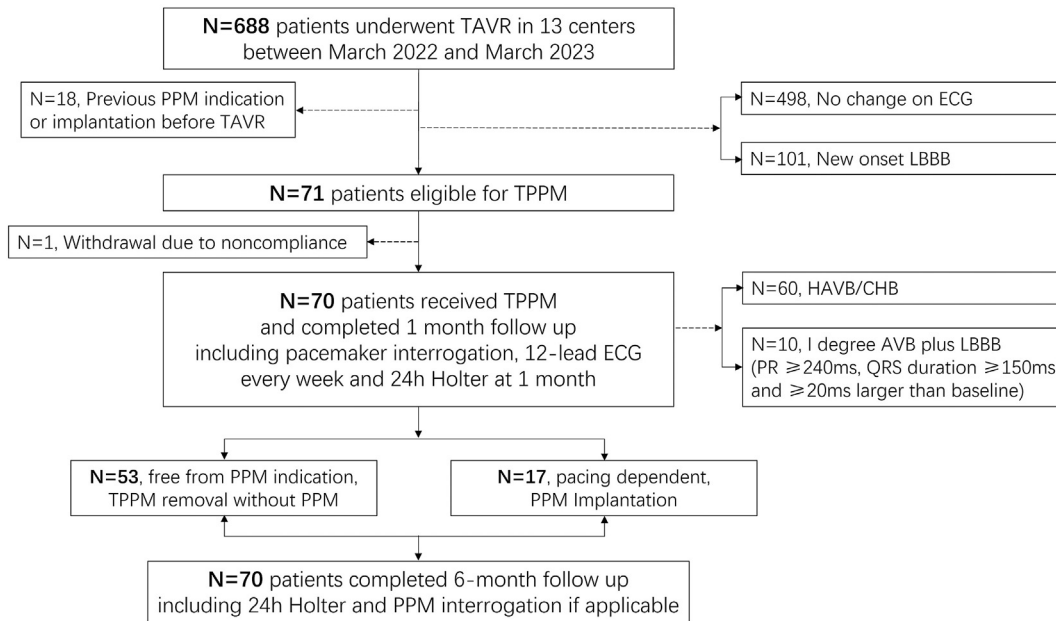 N=688 patients underwent TAVR in 13 centers
between March 2022 and March 2023
N=18, Previous PPM indication
or implantation before TAVR
N=498, No change on ECG
N=101, New onset LBBB
N=71 patients eligible for TPPM
N=1, Withdrawal due to noncompliance
N=70 patients received TPPM
and completed 1 month follow up
including pacemaker interrogation, 12-lead ECG
every week and 24h Holter at 1 month
N=60, HAVB/CHB
N=10, I degree AVB plus LBBB
(PR ≥240ms, QRS duration ≥150ms
and ≥20ms larger than baseline)
N=53, free from PPM indication,
TPPM removal without PPM
N=17, pacing dependent,
PPM Implantation
N=70 patients completed 6-month follow up
including 24h Holter and PPM interrogation if applicable